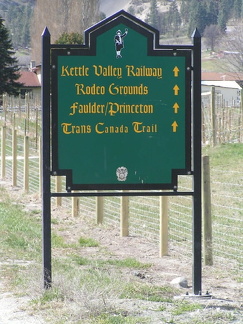 Kettle Valley Railway ↑
Rodeo Grounds ↑
Faulder/Princeton ↑
Trans Canada Trail ↑